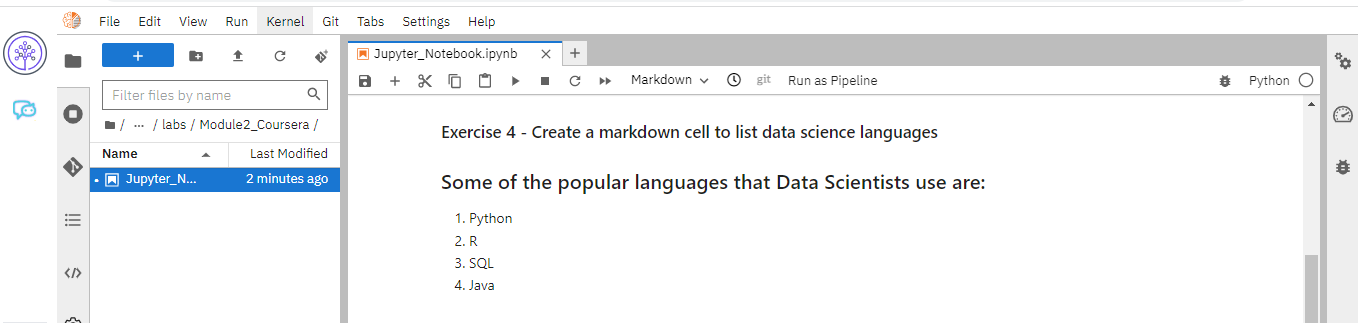 File Edit View Run Kernel Git Tabs Settings Help
+
Filter files by name
/ ... / labs / Module2_Coursera /
Name Last Modified
Jupyter_N... 2 minutes ago
Jupyter_Notebook.ipynb × +
Markdown git Run as Pipeline Python
Exercise 4 - Create a markdown cell to list data science languages
Some of the popular languages that Data Scientists use are:
1. Python
2. R
3. SQL
4. Java